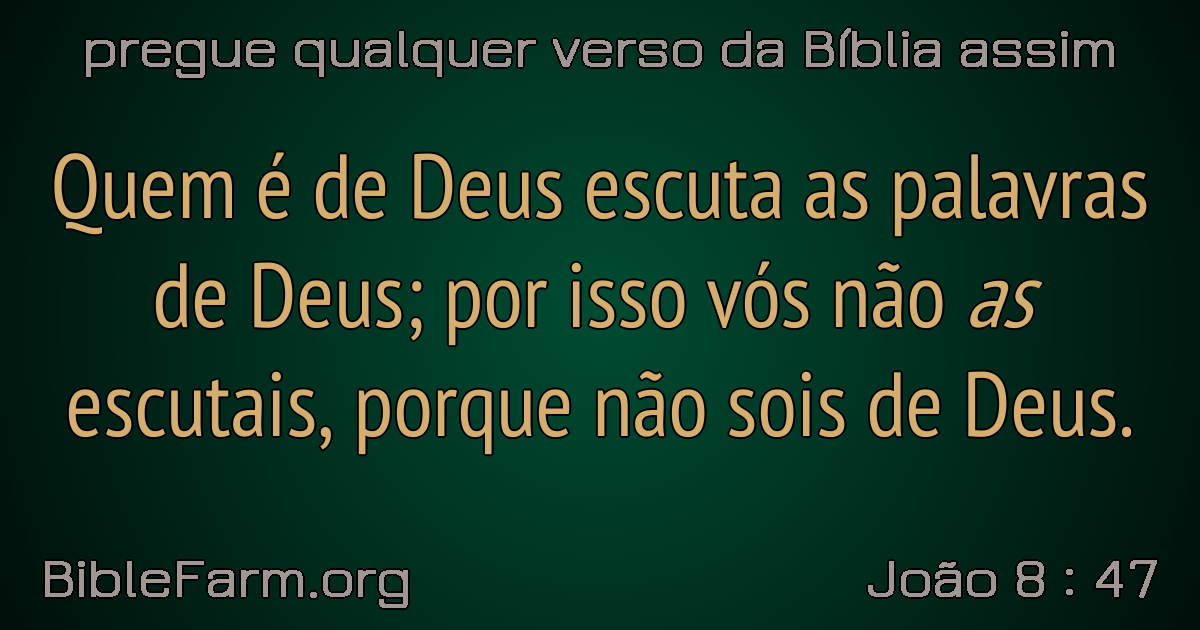 pregue qualquer verso da Bíblia assim
Quem é de Deus escuta as palavras
de Deus; por isso vós não as
escutais, porque não sois de Deus.
BibleFarm.org
João 8 : 47